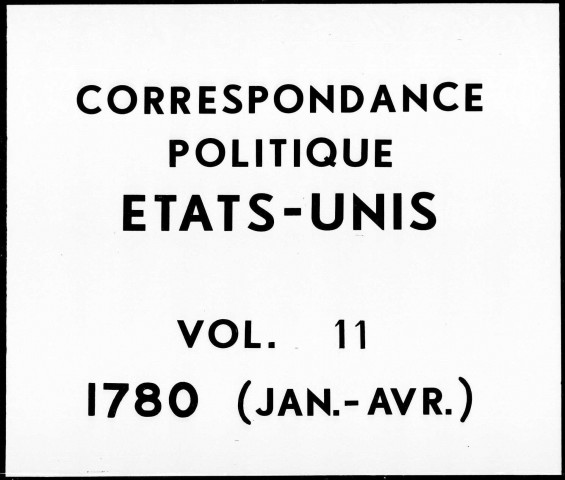 CORRESPONDANCE
POLITIQUE
ETATS-UNIS
VOL. 11
1780 (JAN.-AVR.)